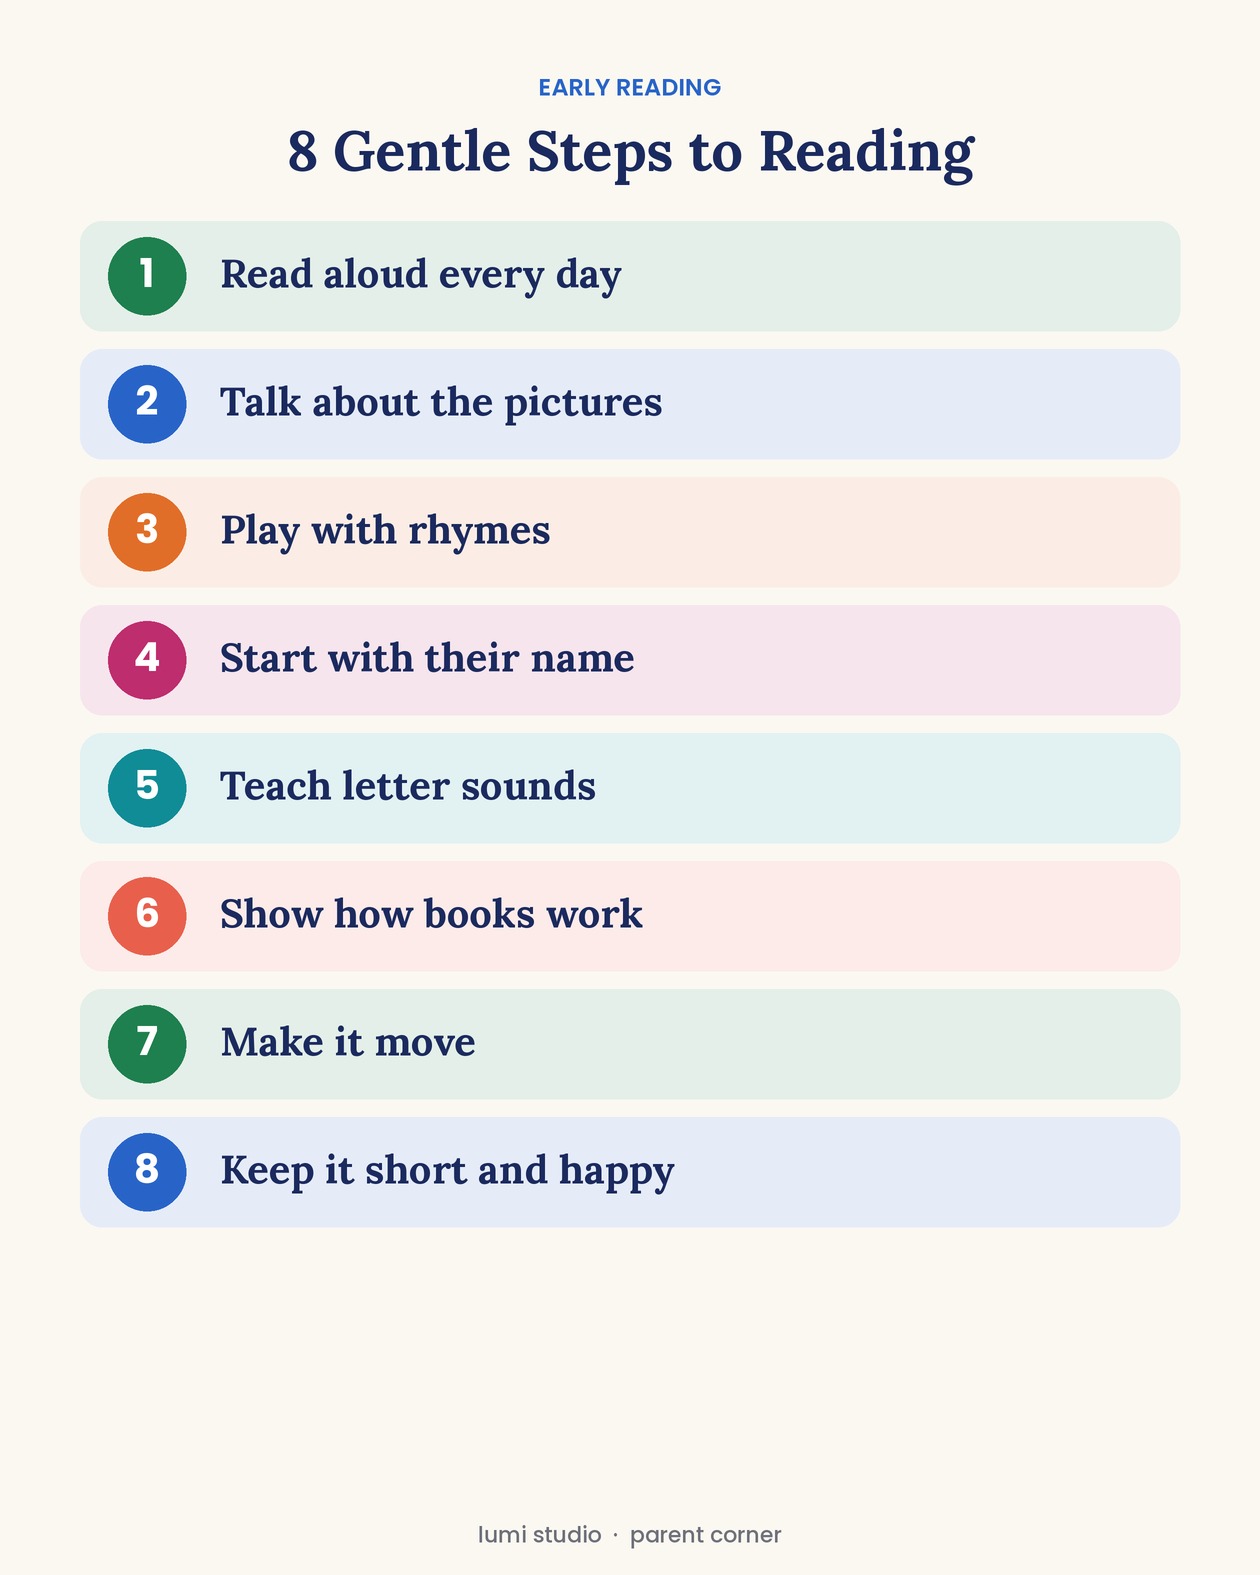 EARLY READING
8 Gentle Steps to Reading
1 Read aloud every day
2 Talk about the pictures
3 Play with rhymes
4 Start with their name
5 Teach letter sounds
6 Show how books work
7 Make it move
8 Keep it short and happy
lumi studio · parent corner